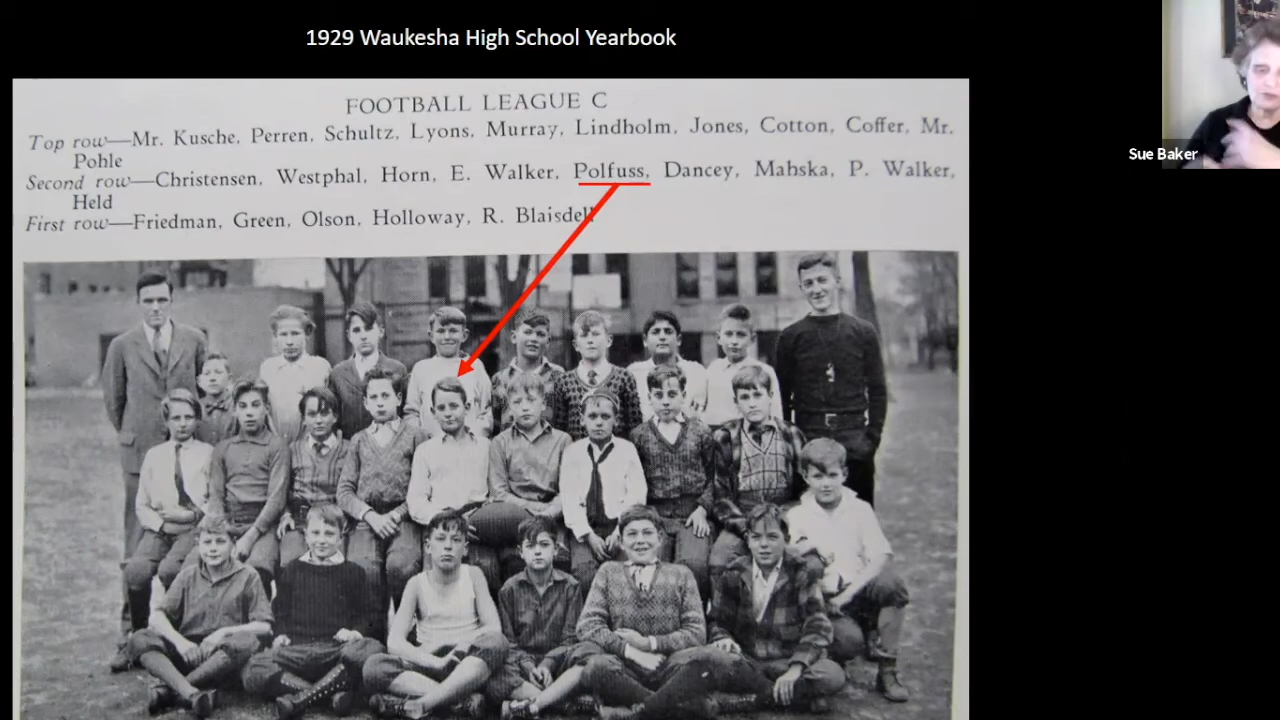 1929 Waukesha High School Yearbook
FOOTBALL LEAGUE C
Top row—Mr. Kusche, Perren, Schultz, Lyons, Murray, Lindholm, Jones, Cotton, Coffer, Mr.
Pohle
Second row—Christensen, Westphal, Horn, E. Walker, Polfuss, Dancey, Mahska, P. Walker,
Held
First row—Friedman, Green, Olson, Holloway, R. Blaisdell
Sue Baker